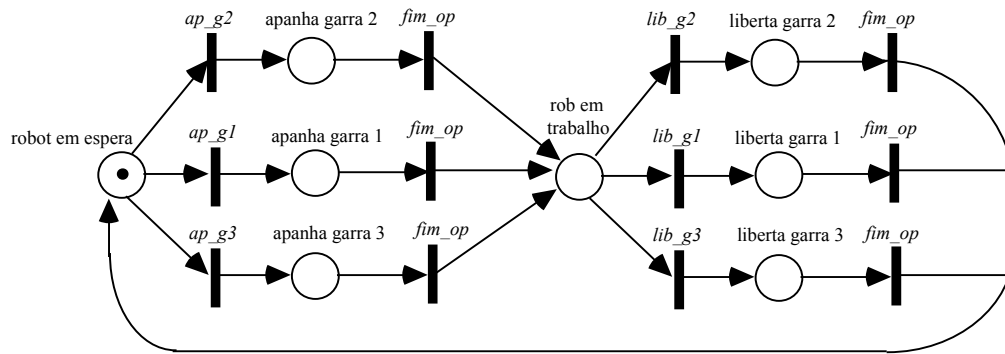 ap_g2
apanha garra 2
fim_op
lib_g2
liberta garra 2
fim_op
robot em espera
rob em
trabalho
ap_g1
apanha garra 1
fim_op
lib_g1
liberta garra 1
fim_op
ap_g3
apanha garra 3
fim_op
lib_g3
liberta garra 3
fim_op